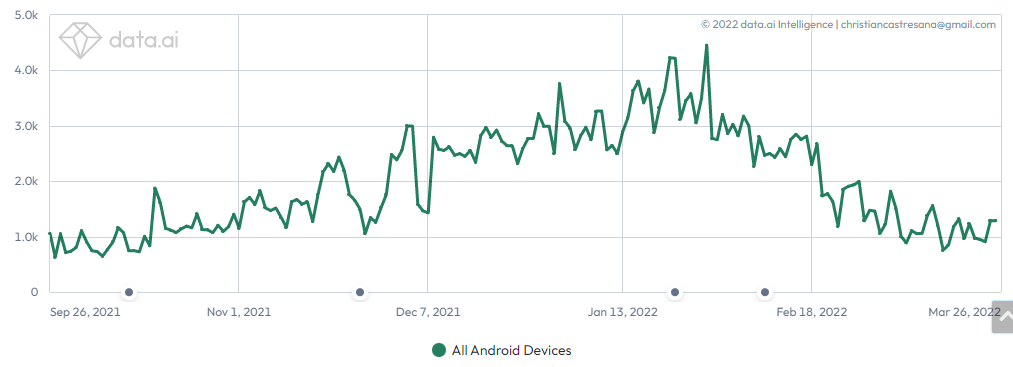 5.0k
© 2022 data.ai Intelligence | christiancastresana@gmail.com
data.ai
4.0k
3.0k
2.0k
1.0k
0
Sep 26, 2021 Nov 1, 2021 Dec 7, 2021 Jan 13, 2022 Feb 18, 2022 Mar 26, 2022
All Android Devices